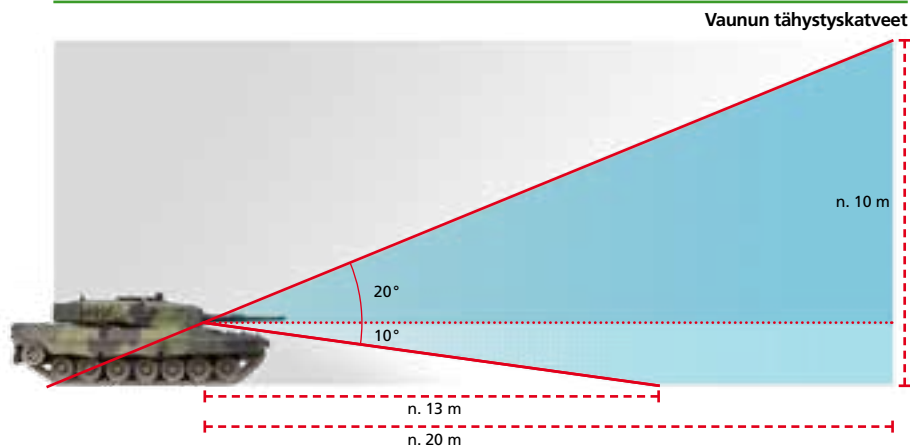 Vaunun tähystyskatveet
n. 10 m
20°
10°
n. 13 m
n. 20 m